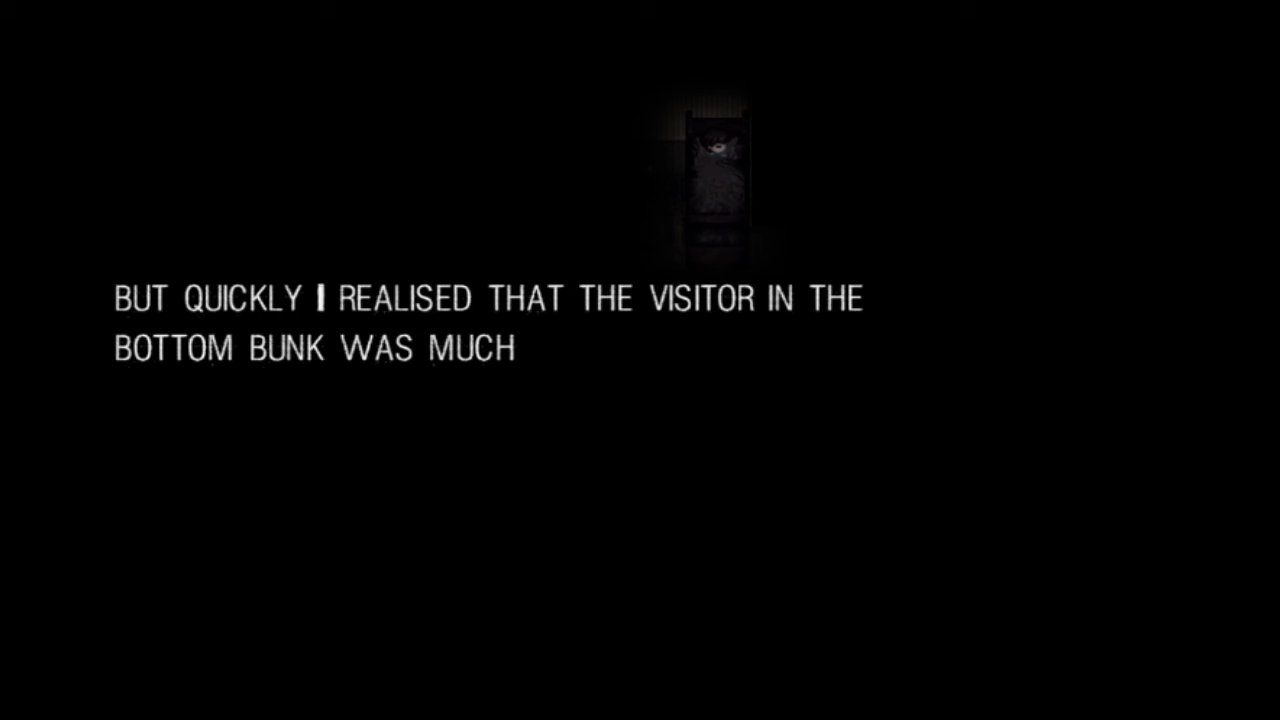 BUT QUICKLY I REALISED THAT THE VISITOR IN THE
BOTTOM BUNK WAS MUCH